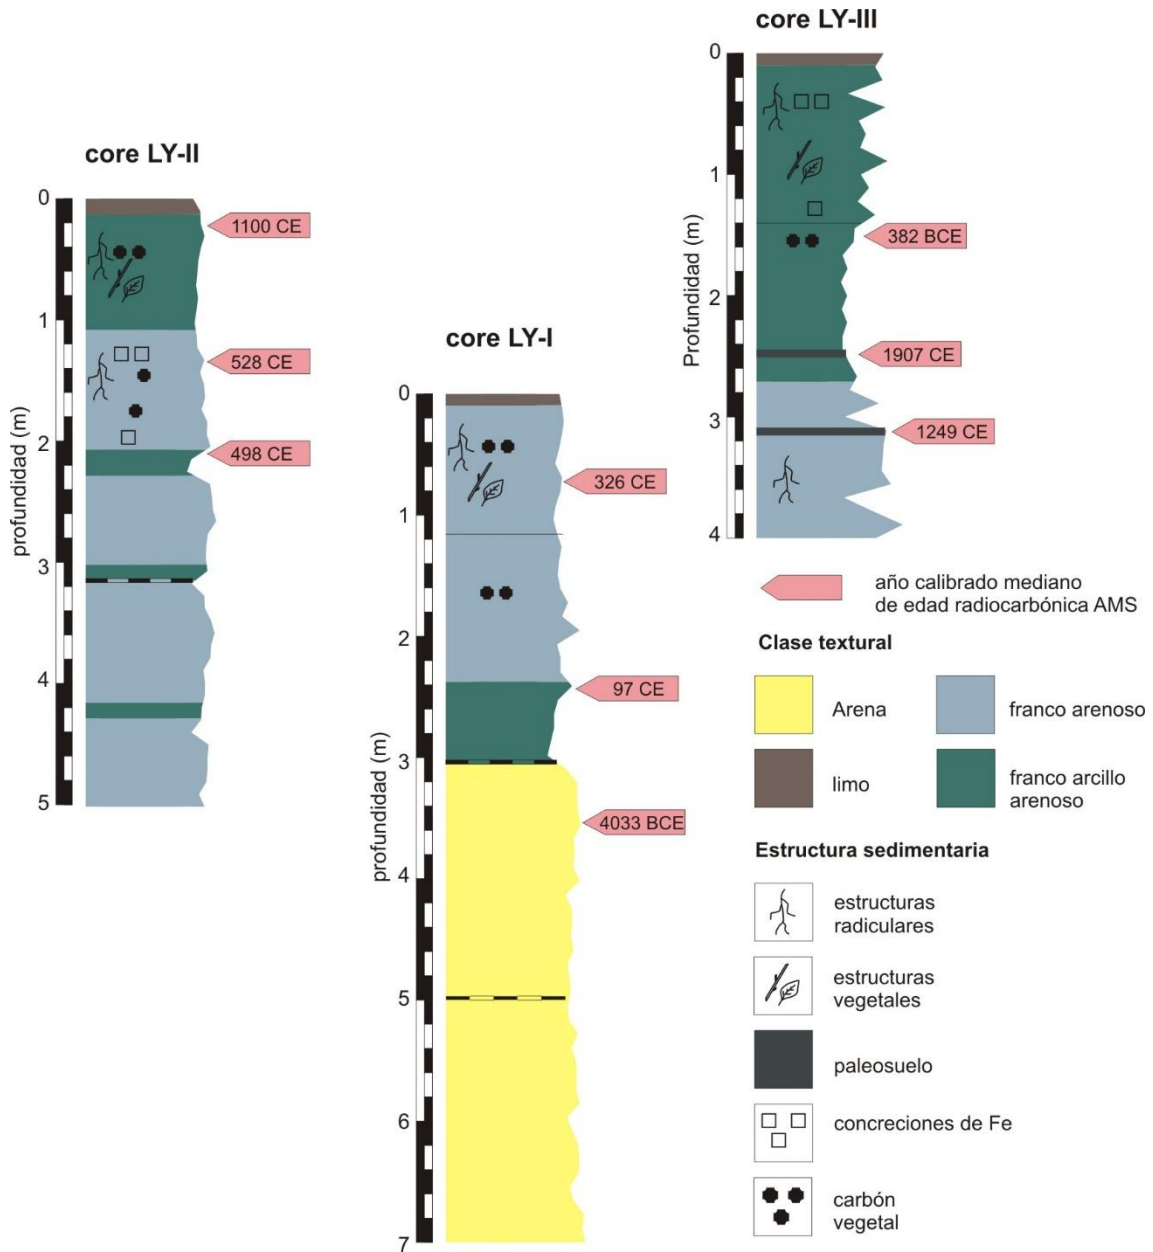 core LY-III
Profundidad (m)
0
1
2
3
4
382 BCE
1907 CE
1249 CE
core LY-II
profundidad (m)
0
1
2
3
4
5
1100 CE
528 CE
498 CE
core LY-I
profundidad (m)
0
1
2
3
4
5
6
7
326 CE
97 CE
4033 BCE
año calibrado mediano
de edad radiocarbónica AMS
Clase textural
Arena
franco arenoso
limo
franco arcillo
arenoso
Estructura sedimentaria
estructuras
radiculares
estructuras
vegetales
paleosuelo
concreciones de Fe
carbón
vegetal